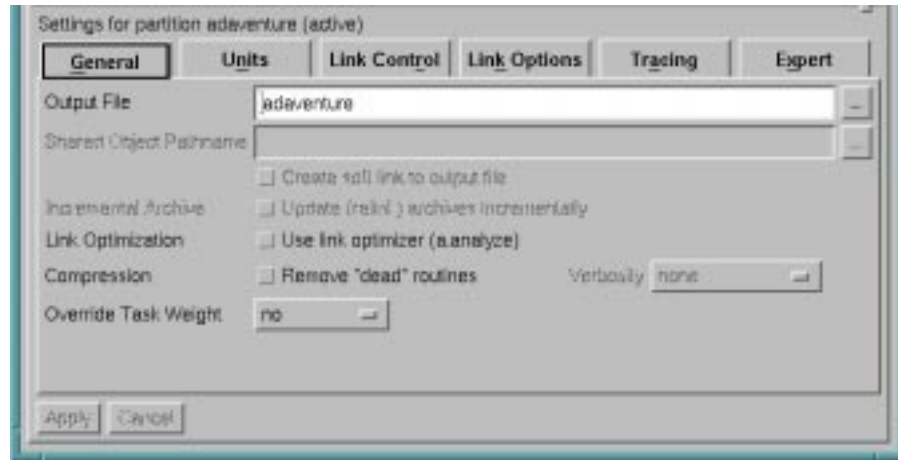 Settings for partition adaventure (active)
General Units Link Control Link Options Tracing Expert
Output File adaventure ...
Shared Object Pathname ...
Create soft link to output file
Incremental Archive Update (relink) archives incrementally
Link Optimization Use link optimizer (a.analyze)
Compression Remove "dead" routines Verbosity none
Override Task Weight no
Apply Cancel